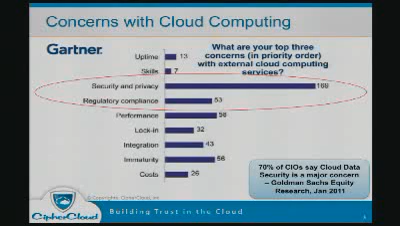 Concerns with Cloud Computing
Gartner
What are your top three
concerns (in priority order)
with external cloud computing
services?
Uptime 13
Skills 7
Security and privacy 169
Regulatory compliance 53
Performance 58
Lock-in 32
Integration 43
Immaturity 56
Costs 26
70% of CIOs say Cloud Data
Security is a major concern
– Goldman Sachs Equity
Research, Jan 2011
CipherCloud
Building Trust in the Cloud